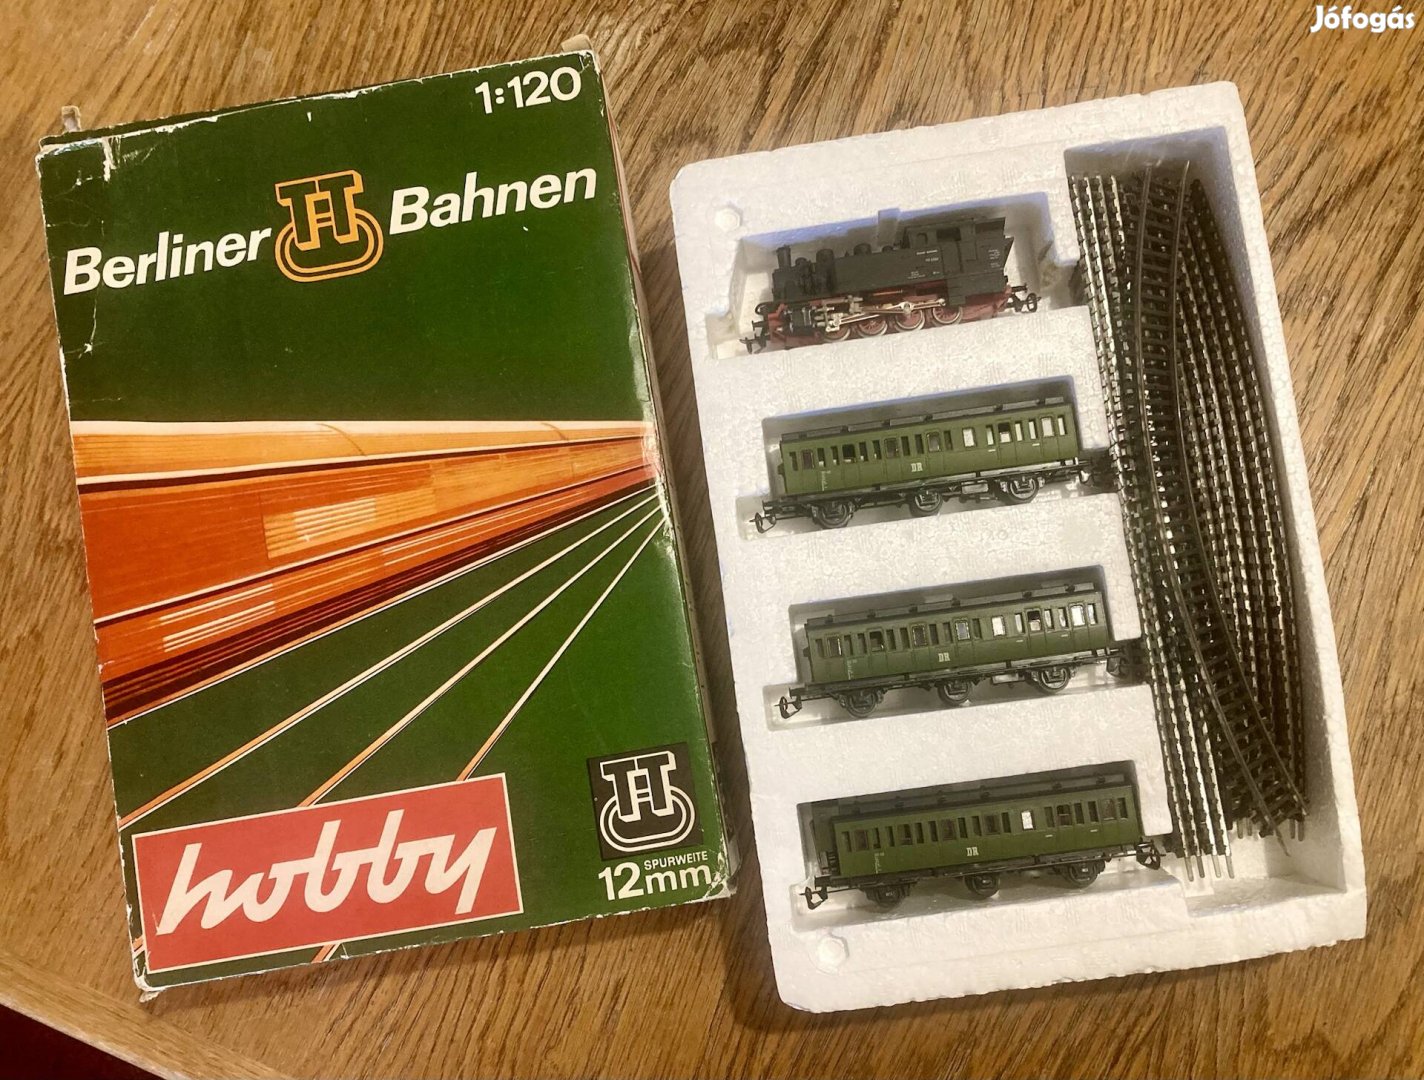 Jófogás
1:120
Berliner TT Bahnen
hobby
TT
SPURWEITE
12mm
DR
DR
DR